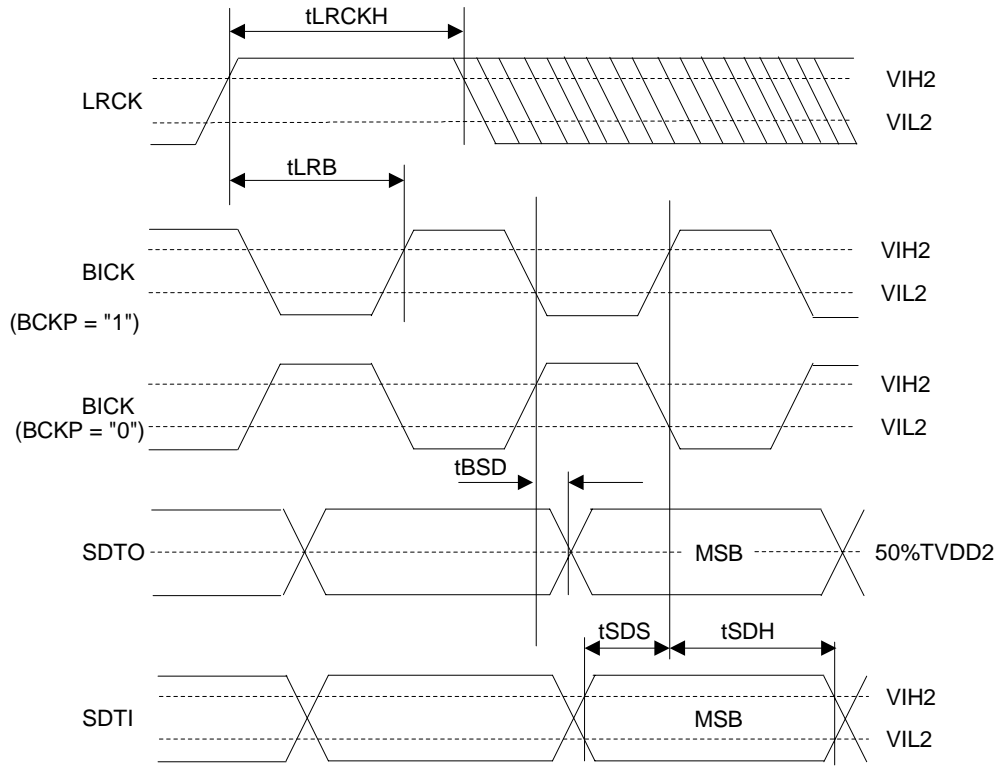 tLRCKH
LRCK
VIH2
VIL2
tLRB
BICK
(BCKP = "1")
VIH2
VIL2
BICK
(BCKP = "0")
VIH2
VIL2
tBSD
SDTO
MSB
50%TVDD2
tSDS
tSDH
SDTI
MSB
VIH2
VIL2